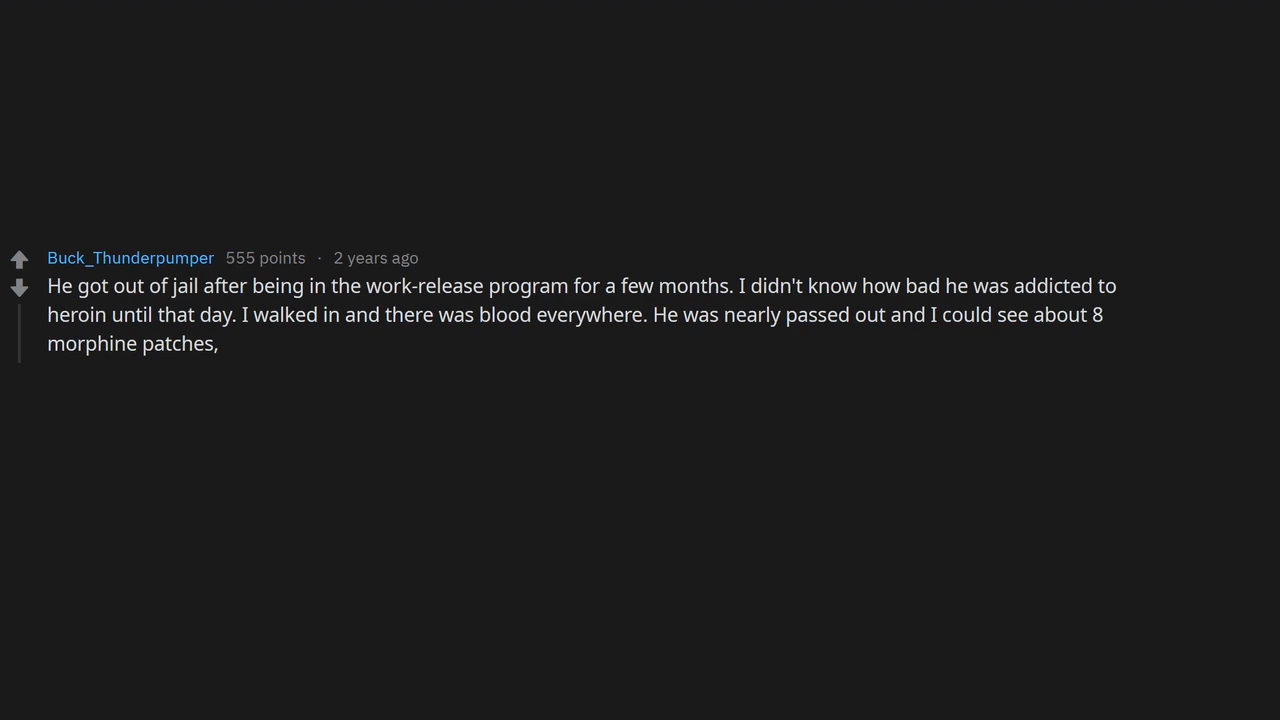 Buck_Thunderpumper 555 points · 2 years ago
He got out of jail after being in the work-release program for a few months. I didn't know how bad he was addicted to
heroin until that day. I walked in and there was blood everywhere. He was nearly passed out and I could see about 8
morphine patches,